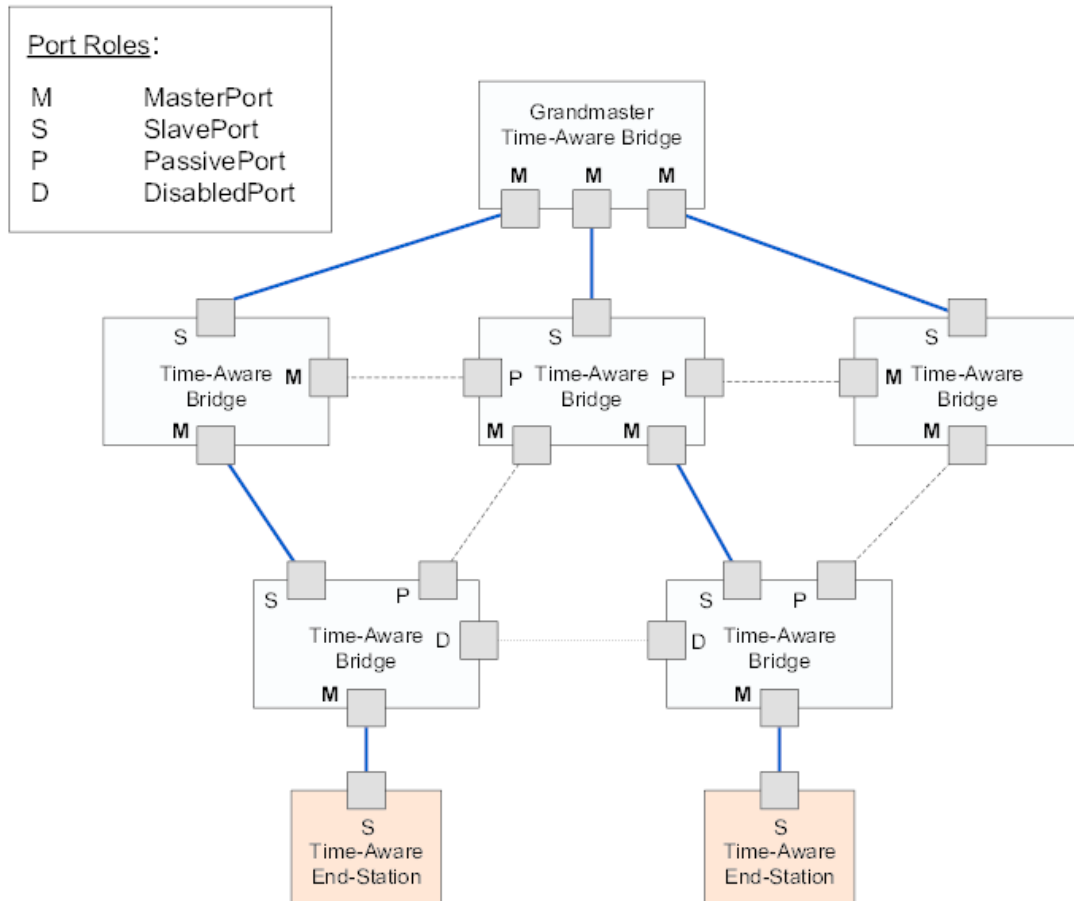 Port Roles:
M MasterPort
S SlavePort
P PassivePort
D DisabledPort
Grandmaster
Time-Aware Bridge
M M M
S S S
Time-Aware
Bridge
M
M
P
Time-Aware
Bridge
P
M M
M
Time-Aware
Bridge
M
S P
Time-Aware
Bridge
D
M
S P
D
Time-Aware
Bridge
M
S
Time-Aware
End-Station
S
Time-Aware
End-Station